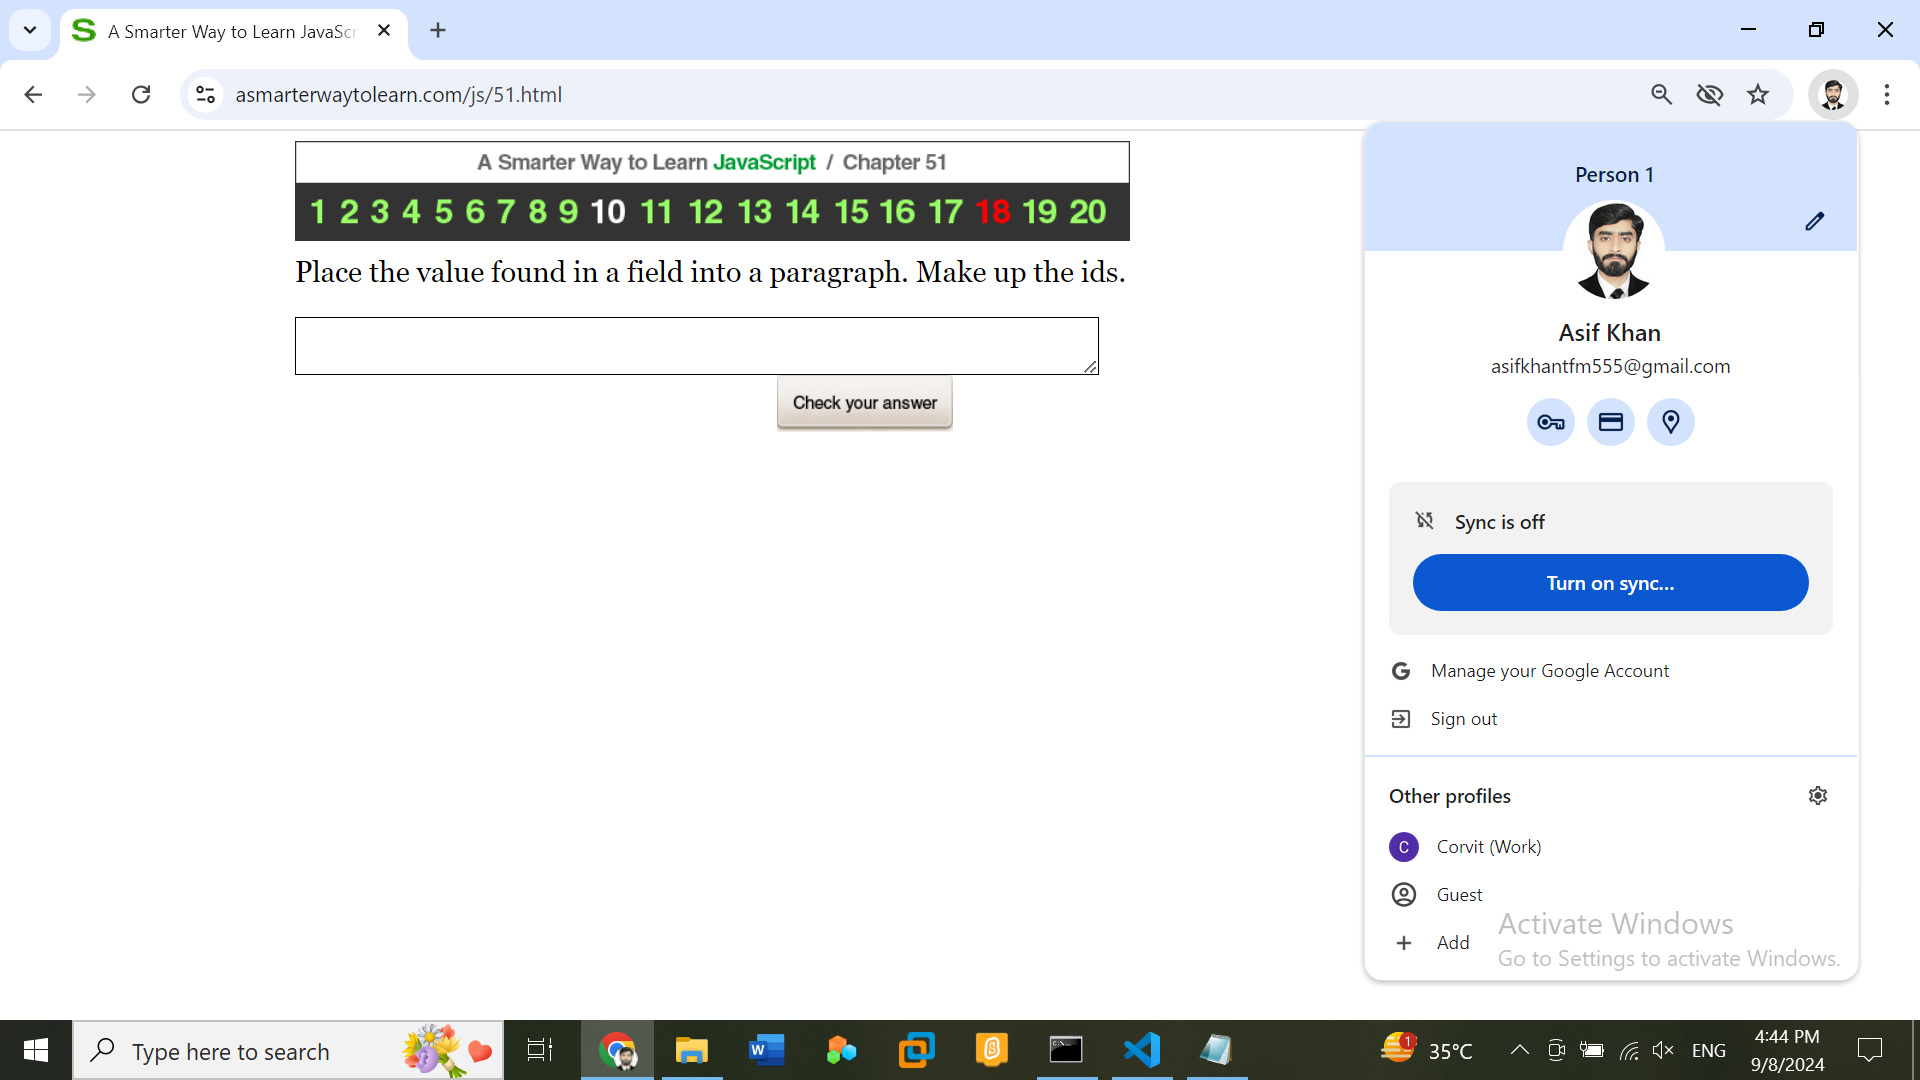 A Smarter Way to Learn JavaScr
asmarterwaytolearn.com/js/51.html
A Smarter Way to Learn JavaScript / Chapter 51
1 2 3 4 5 6 7 8 9 10 11 12 13 14 15 16 17 18 19 20
Place the value found in a field into a paragraph. Make up the ids.
Check your answer
Person 1
Asif Khan
asifkhantfm555@gmail.com
Sync is off
Turn on sync...
Manage your Google Account
Sign out
Other profiles
C Corvit (Work)
Guest
Add
Activate Windows
Go to Settings to activate Windows.
Type here to search
1
35°C
ENG
4:44 PM
9/8/2024